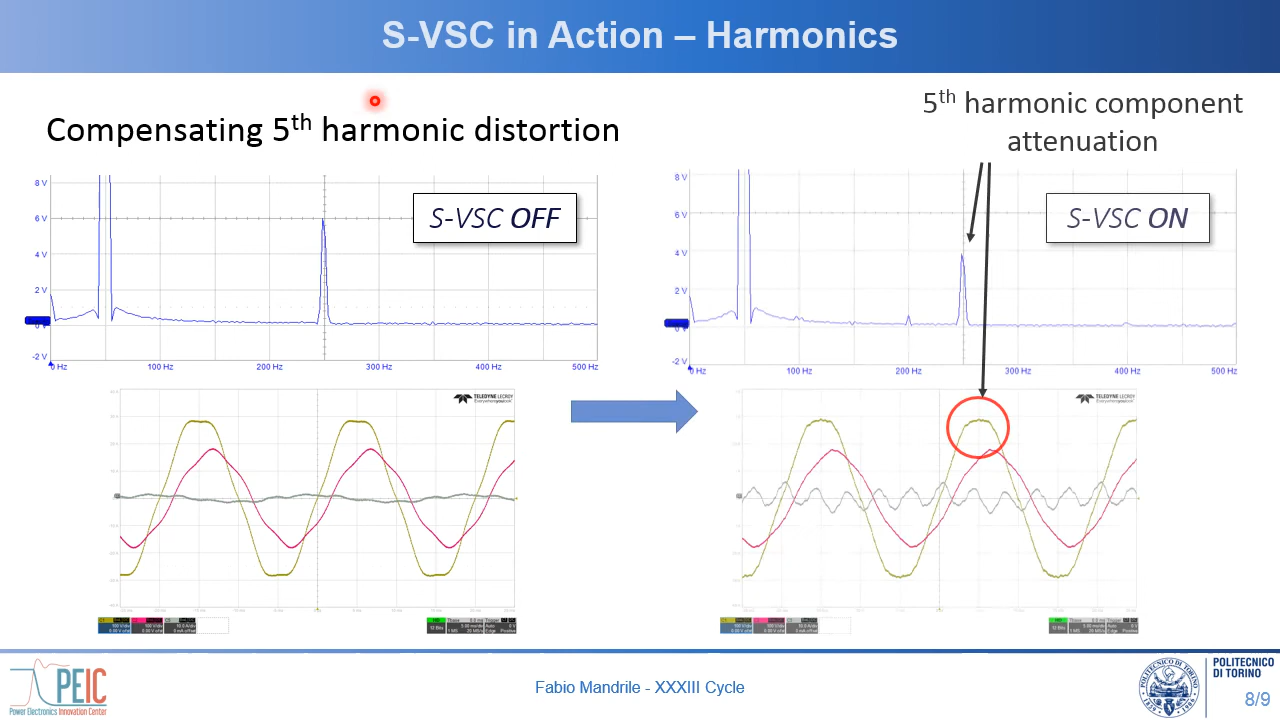 S-VSC in Action – Harmonics
Compensating 5th harmonic distortion
5th harmonic component
attenuation
8 V
6 V
4 V
2 V
0 V
-2 V
S-VSC OFF
0 Hz
100 Hz
200 Hz
300 Hz
400 Hz
500 Hz
8 V
6 V
4 V
2 V
0 V
-2 V
S-VSC ON
0 Hz
100 Hz
200 Hz
300 Hz
400 Hz
500 Hz
TELEDYNE LECROY
Everywhereyoulook
TELEDYNE LECROY
Everywhereyoulook
PEIC
Power Electronics Innovation Center
Fabio Mandrile - XXXIII Cycle
POLITECNICO
DI TORINO
8/9